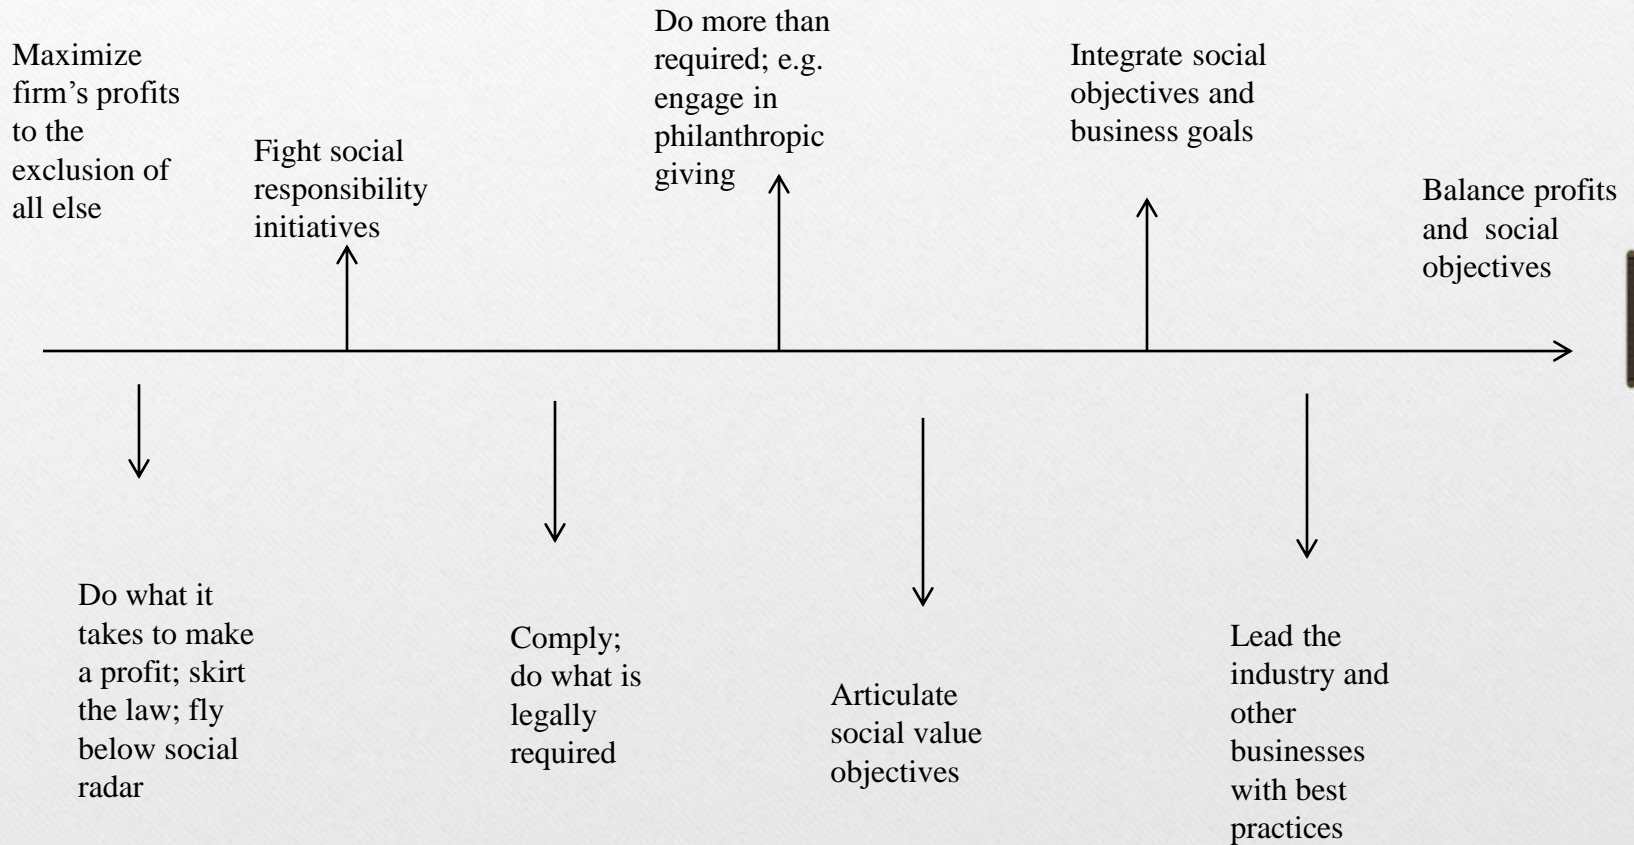 Maximize
firm’s profits
to the
exclusion of
all else
Fight social
responsibility
initiatives
Do more than
required; e.g.
engage in
philanthropic
giving
Integrate social
objectives and
business goals
Balance profits
and social
objectives
Do what it
takes to make
a profit; skirt
the law; fly
below social
radar
Comply;
do what is
legally
required
Articulate
social value
objectives
Lead the
industry and
other
businesses
with best
practices